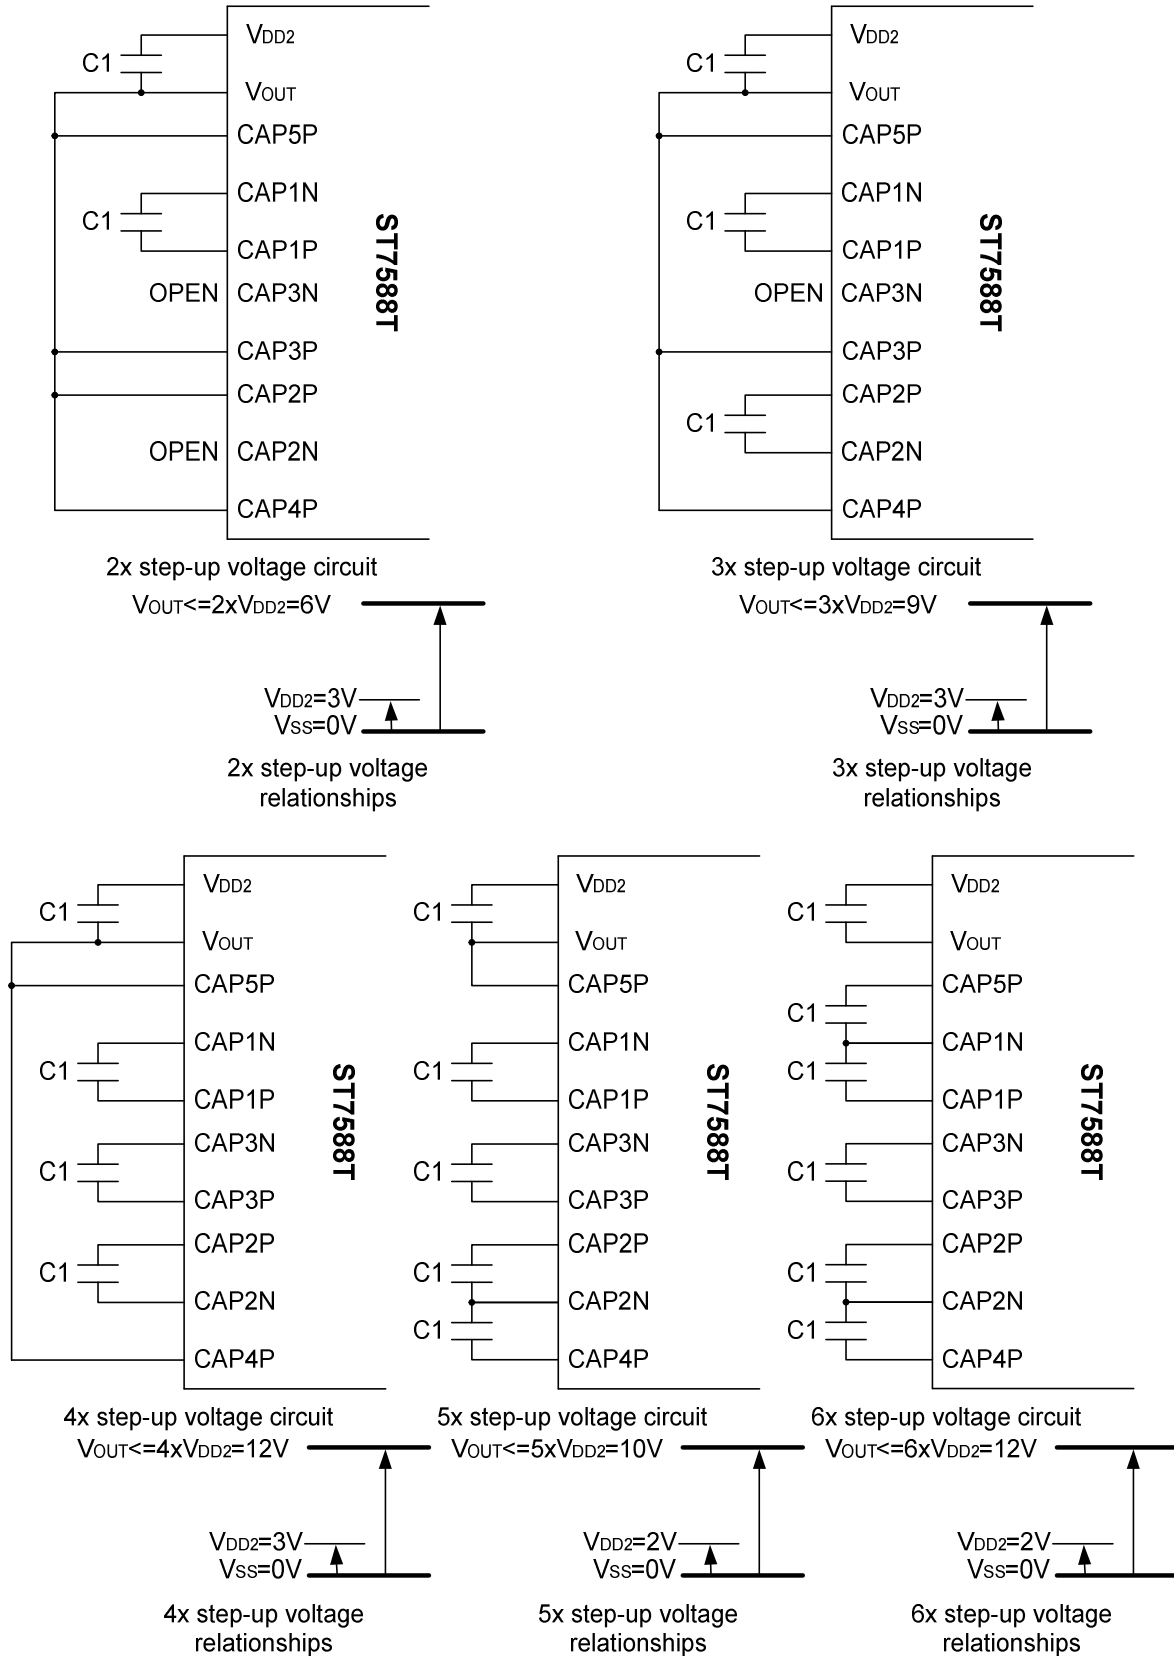 VDD2
C1
VOUT
CAP5P
CAP1N
C1
CAP1P
OPEN CAP3N
CAP3P
CAP2P
OPEN CAP2N
CAP4P
ST7588T
2x step-up voltage circuit
VOUT<=2xVDD2=6V
VDD2=3V
VSS=0V
2x step-up voltage
relationships
VDD2
C1
VOUT
CAP5P
CAP1N
C1
CAP1P
OPEN CAP3N
CAP3P
CAP2P
C1
CAP2N
CAP4P
ST7588T
3x step-up voltage circuit
VOUT<=3xVDD2=9V
VDD2=3V
VSS=0V
3x step-up voltage
relationships
VDD2
C1
VOUT
CAP5P
CAP1N
C1
CAP1P
CAP3N
C1
CAP3P
CAP2P
C1
CAP2N
CAP4P
ST7588T
4x step-up voltage circuit
VOUT<=4xVDD2=12V
VDD2=3V
VSS=0V
4x step-up voltage
relationships
VDD2
C1
VOUT
CAP5P
CAP1N
C1
CAP1P
CAP3N
C1
CAP3P
CAP2P
C1
CAP2N
C1
CAP4P
ST7588T
5x step-up voltage circuit
VOUT<=5xVDD2=10V
VDD2=2V
VSS=0V
5x step-up voltage
relationships
VDD2
C1
VOUT
CAP5P
C1
CAP1N
C1
CAP1P
CAP3N
C1
CAP3P
CAP2P
C1
CAP2N
C1
CAP4P
ST7588T
6x step-up voltage circuit
VOUT<=6xVDD2=12V
VDD2=2V
VSS=0V
6x step-up voltage
relationships